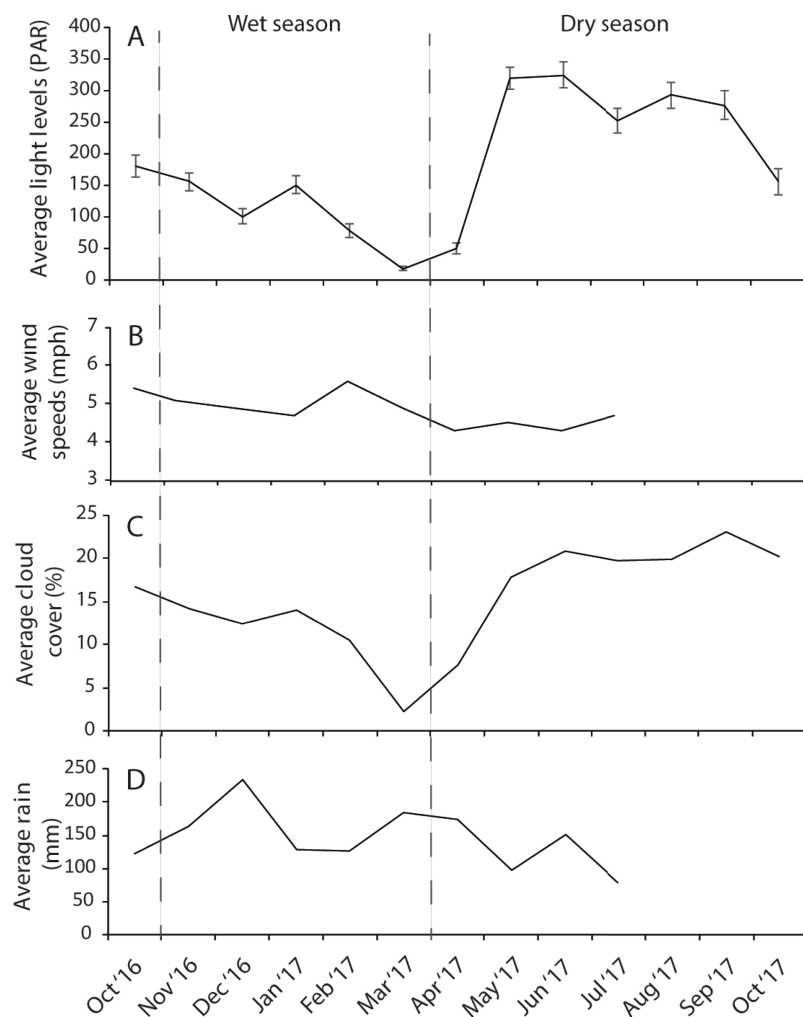 A
Wet season
Dry season
Average light levels (PAR)
400
350
300
250
200
150
100
50
0
B
Average wind
speeds (mph)
7
6
5
4
3
C
Average cloud
cover (%)
25
20
15
10
5
0
D
Average rain
(mm)
250
200
150
100
50
0
Oct ‘16
Nov ‘16
Dec ‘16
Jan ‘17
Feb ‘17
Mar ‘17
Apr ‘17
May ‘17
Jun ‘17
Jul ‘17
Aug ‘17
Sep ‘17
Oct ‘17